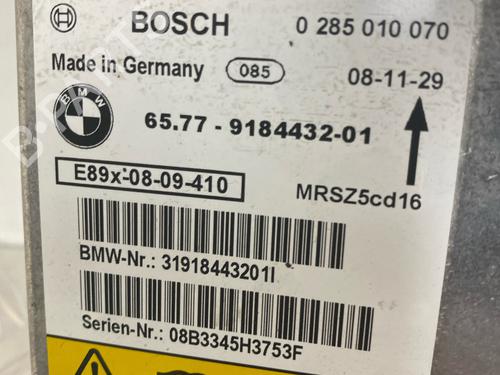 BOSCH 0 285 010 070
Made in Germany 085 08-11-29
BMW 65.77 - 9184432-01
E89x-08-09-410 MRSZ5cd16
BMW-Nr.: 31918443201I
Serien-Nr.: 08B3345H3753F